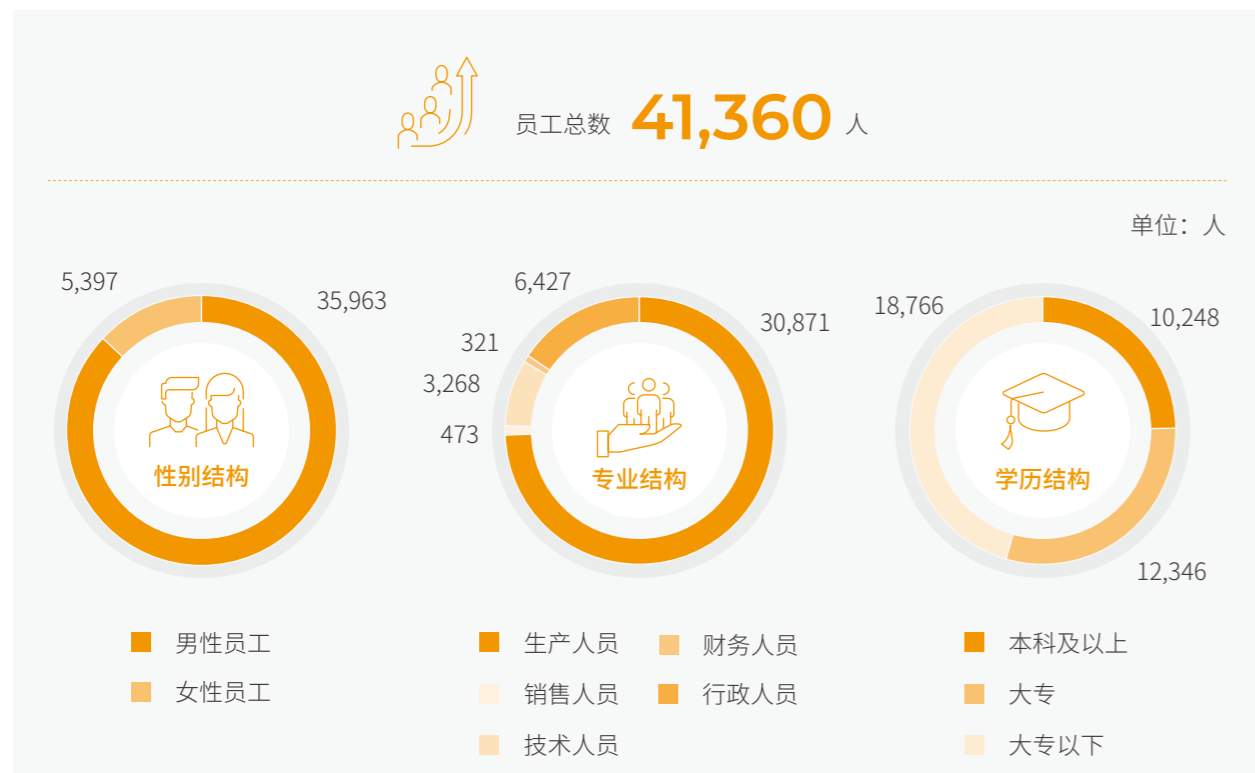 员工总数 41,360 人
单位：人
5,397
35,963
性别结构
男性员工
女性员工
6,427
30,871
321
3,268
473
专业结构
生产人员
财务人员
销售人员
行政人员
技术人员
18,766
10,248
12,346
学历结构
本科及以上
大专
大专以下